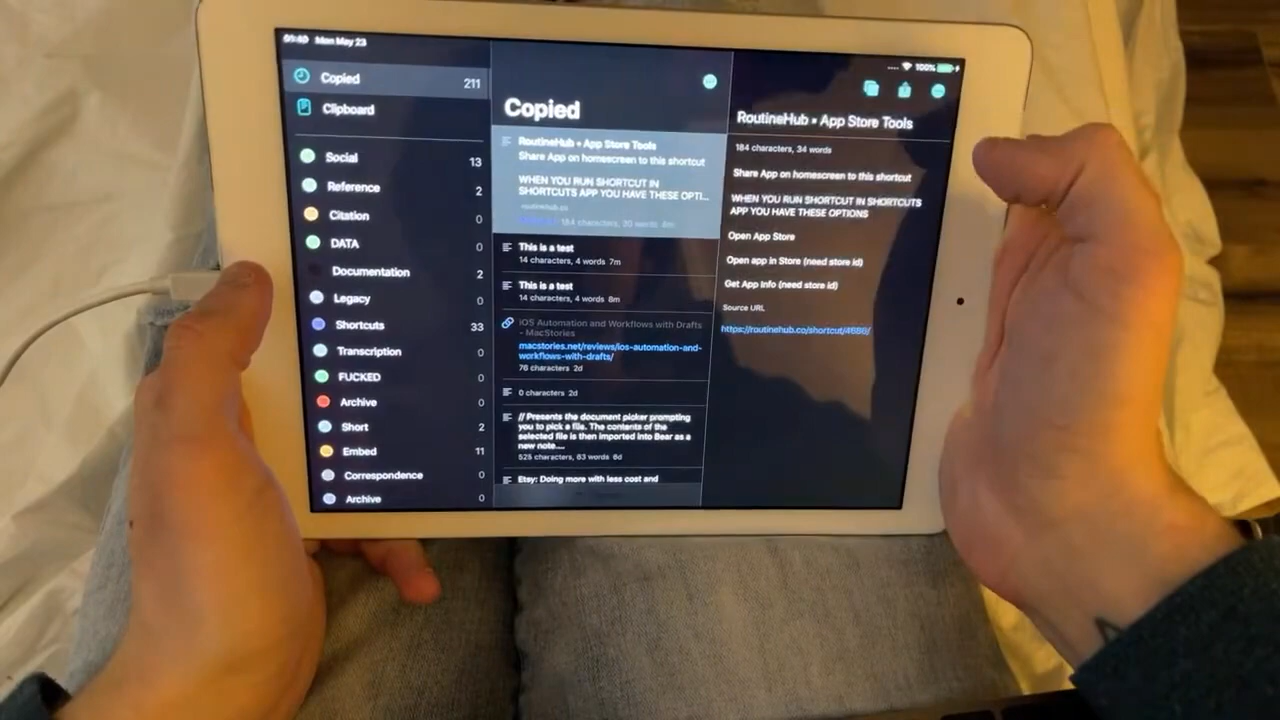 01:40 Mon May 23
100%
Copied 211
Clipboard
Social 13
Reference 2
Citation 0
DATA 0
Documentation 2
Legacy 0
Shortcuts 33
Transcription 0
FUCKED 0
Archive 0
Short 2
Embed 11
Correspondence 0
Archive 0
Copied
RoutineHub • App Store Tools
Share App on homescreen to this shortcut
WHEN YOU RUN SHORTCUT IN
SHORTCUTS APP YOU HAVE THESE OPTI...
routinehub.co
184 characters, 30 words 6m
This is a test
14 characters, 4 words 7m
This is a test
14 characters, 4 words 8m
iOS Automation and Workflows with Drafts
- MacStories
macstories.net/reviews/ios-automation-and-
workflows-with-drafts/
76 characters 2d
0 characters 2d
// Presents the document picker prompting
you to pick a file. The contents of the
selected file is then imported into Bear as a
new note....
525 characters, 83 words 6d
Etsy: Doing more with less cost and
RoutineHub • App Store Tools
184 characters, 34 words
Share App on homescreen to this shortcut
WHEN YOU RUN SHORTCUT IN SHORTCUTS
APP YOU HAVE THESE OPTIONS
Open App Store
Open app in Store (need store id)
Get App Info (need store id)
Source URL
https://routinehub.co/shortcut/4686/